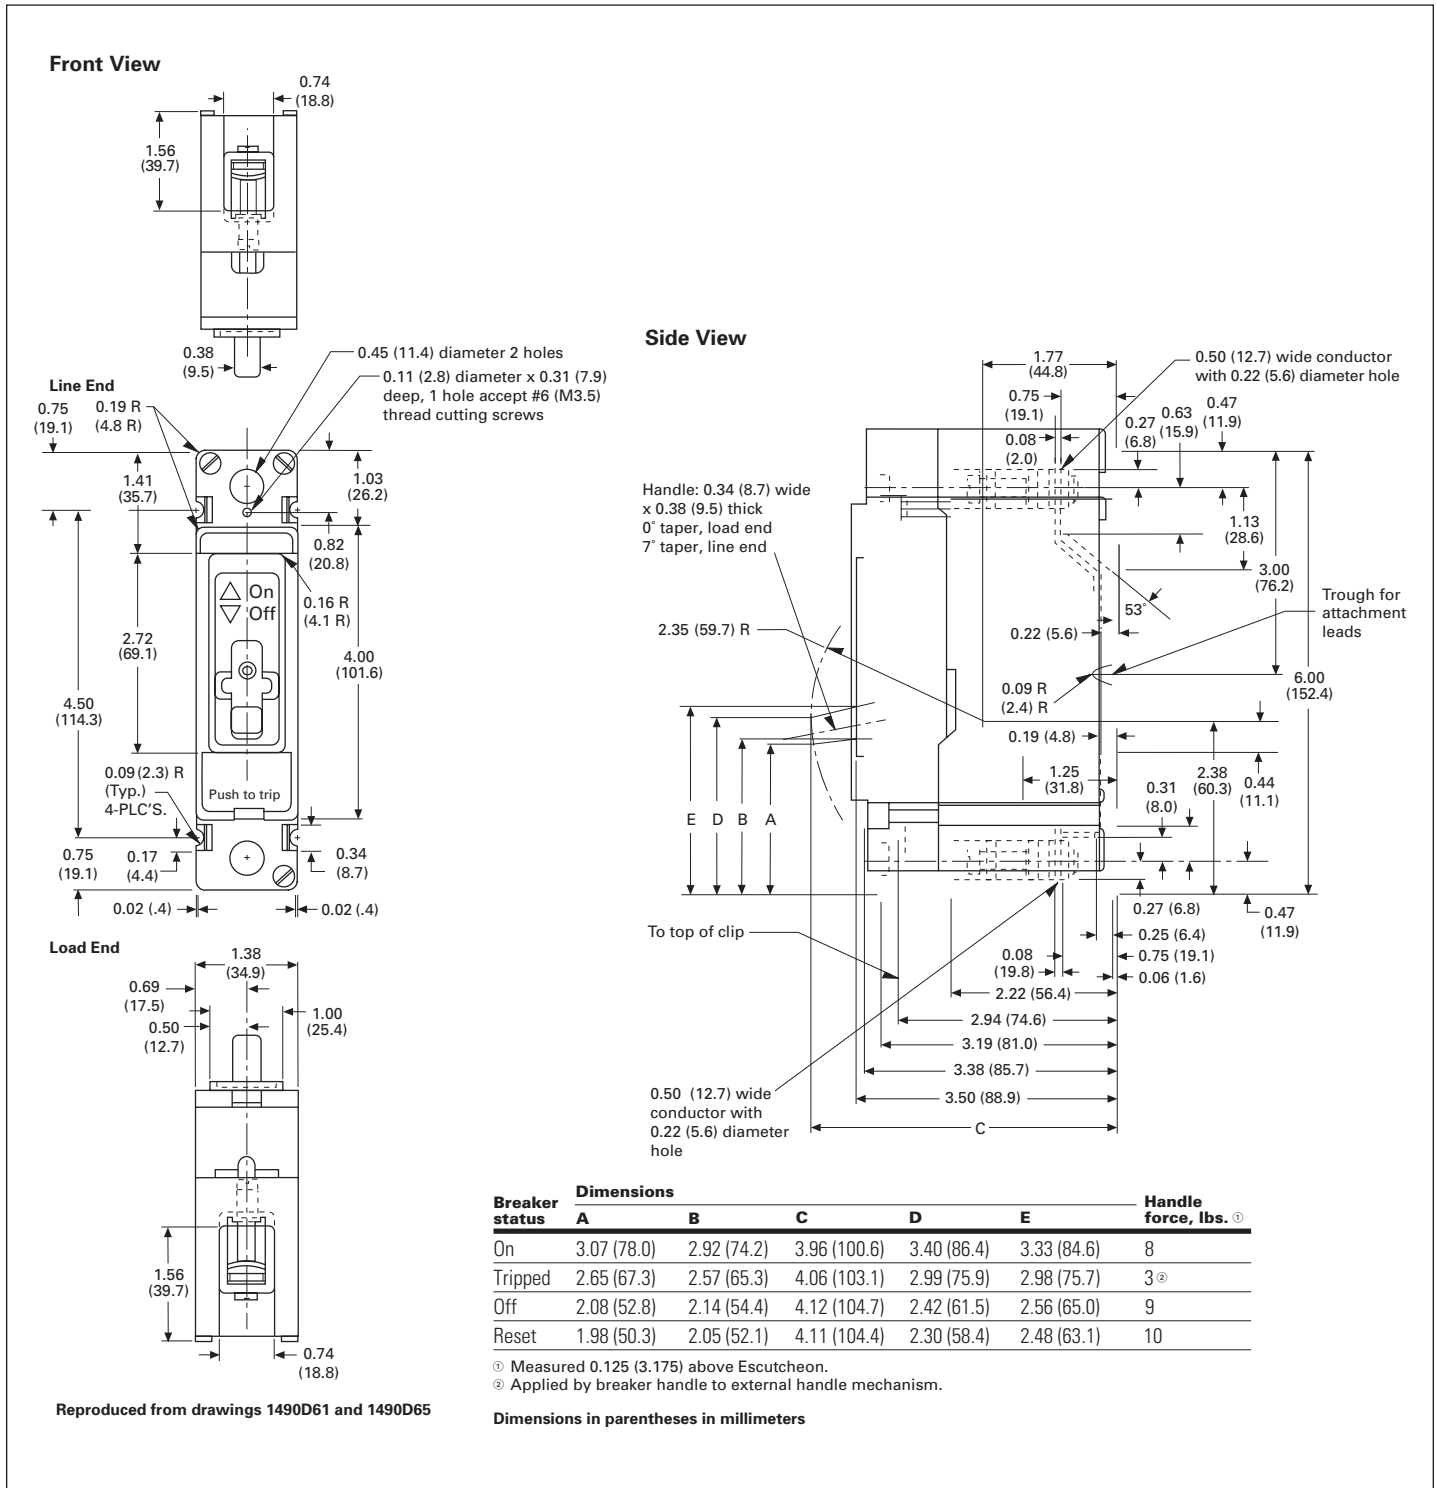 Front View
0.74
(18.8)
1.56
(39.7)
0.38
(9.5)
0.45 (11.4) diameter 2 holes
0.11 (2.8) diameter x 0.31 (7.9)
deep, 1 hole accept #6 (M3.5)
thread cutting screws
Line End
0.75
(19.1)
0.19 R
(4.8 R)
1.41
(35.7)
1.03
(26.2)
0.82
(20.8)
On
Off
0.16 R
(4.1 R)
2.72
(69.1)
4.00
(101.6)
4.50
(114.3)
0.09 (2.3) R
(Typ.)
4-PLC'S.
Push to trip
0.75
(19.1)
0.17
(4.4)
0.34
(8.7)
0.02 (.4)
0.02 (.4)
Load End
1.38
(34.9)
0.69
(17.5)
0.50
(12.7)
1.00
(25.4)
1.56
(39.7)
0.74
(18.8)
Reproduced from drawings 1490D61 and 1490D65
Side View
1.77
(44.8)
0.50 (12.7) wide conductor
with 0.22 (5.6) diameter hole
0.75
(19.1)
0.08
(2.0)
0.27
(6.8)
0.63
(15.9)
0.47
(11.9)
Handle: 0.34 (8.7) wide
x 0.38 (9.5) thick
0° taper, load end
7° taper, line end
1.13
(28.6)
3.00
(76.2)
53°
Trough for
attachment
leads
2.35 (59.7) R
0.22 (5.6)
6.00
(152.4)
0.09 R
(2.4) R
0.19 (4.8)
1.25
(31.8)
0.31
(8.0)
2.38
(60.3)
0.44
(11.1)
E D B A
0.27 (6.8)
0.47
(11.9)
To top of clip
0.25 (6.4)
0.08
(19.8)
0.75 (19.1)
0.06 (1.6)
2.22 (56.4)
2.94 (74.6)
3.19 (81.0)
3.38 (85.7)
3.50 (88.9)
C
0.50 (12.7) wide
conductor with
0.22 (5.6) diameter
hole
Breaker status Dimensions Handle force, lbs. ①
A B C D E
On 3.07 (78.0) 2.92 (74.2) 3.96 (100.6) 3.40 (86.4) 3.33 (84.6) 8
Tripped 2.65 (67.3) 2.57 (65.3) 4.06 (103.1) 2.99 (75.9) 2.98 (75.7) 3 ②
Off 2.08 (52.8) 2.14 (54.4) 4.12 (104.7) 2.42 (61.5) 2.56 (65.0) 9
Reset 1.98 (50.3) 2.05 (52.1) 4.11 (104.4) 2.30 (58.4) 2.48 (63.1) 10
① Measured 0.125 (3.175) above Escutcheon.
② Applied by breaker handle to external handle mechanism.
Dimensions in parentheses in millimeters